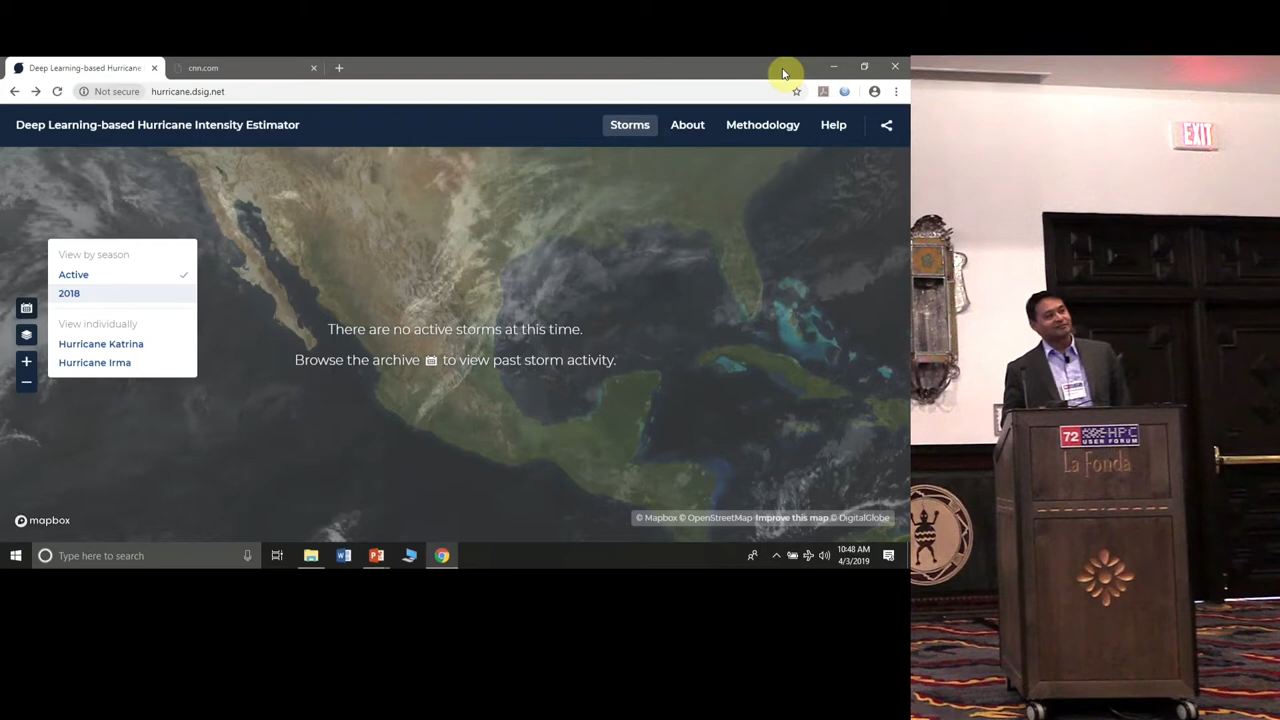 Deep Learning-based Hurricane
cnn.com
Not secure hurricane.dsig.net
Deep Learning-based Hurricane Intensity Estimator
Storms About Methodology Help
View by season
Active
2018
View individually
Hurricane Katrina
Hurricane Irma
There are no active storms at this time.
Browse the archive to view past storm activity.
mapbox
© Mapbox © OpenStreetMap Improve this map © DigitalGlobe
Type here to search
10:48 AM
4/3/2019
EXIT
72 HPC
USER FORUM
La Fonda